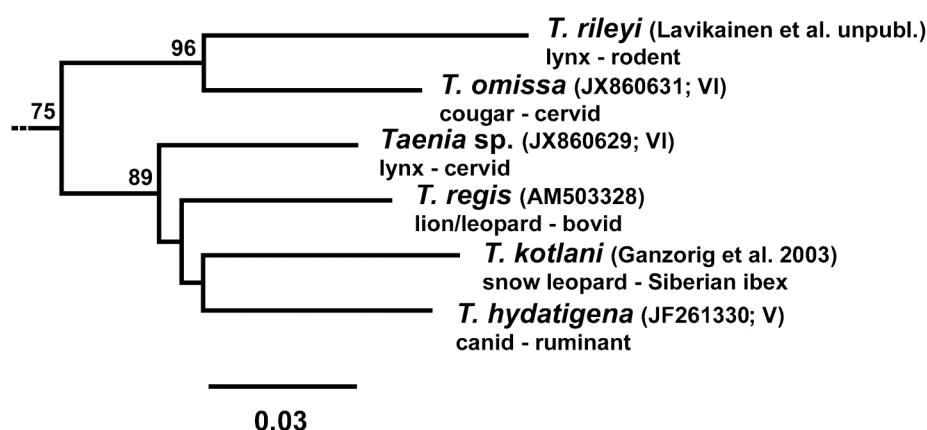 T. rileyi (Lavikainen et al. unpubl.)
96
lynx - rodent
T. omissa (JX860631; VI)
75
cougar - cervid
Taenia sp. (JX860629; VI)
lynx - cervid
89
T. regis (AM503328)
lion/leopard - bovid
T. kotlani (Ganzorig et al. 2003)
snow leopard - Siberian ibex
T. hydatigena (JF261330; V)
canid - ruminant
0.03